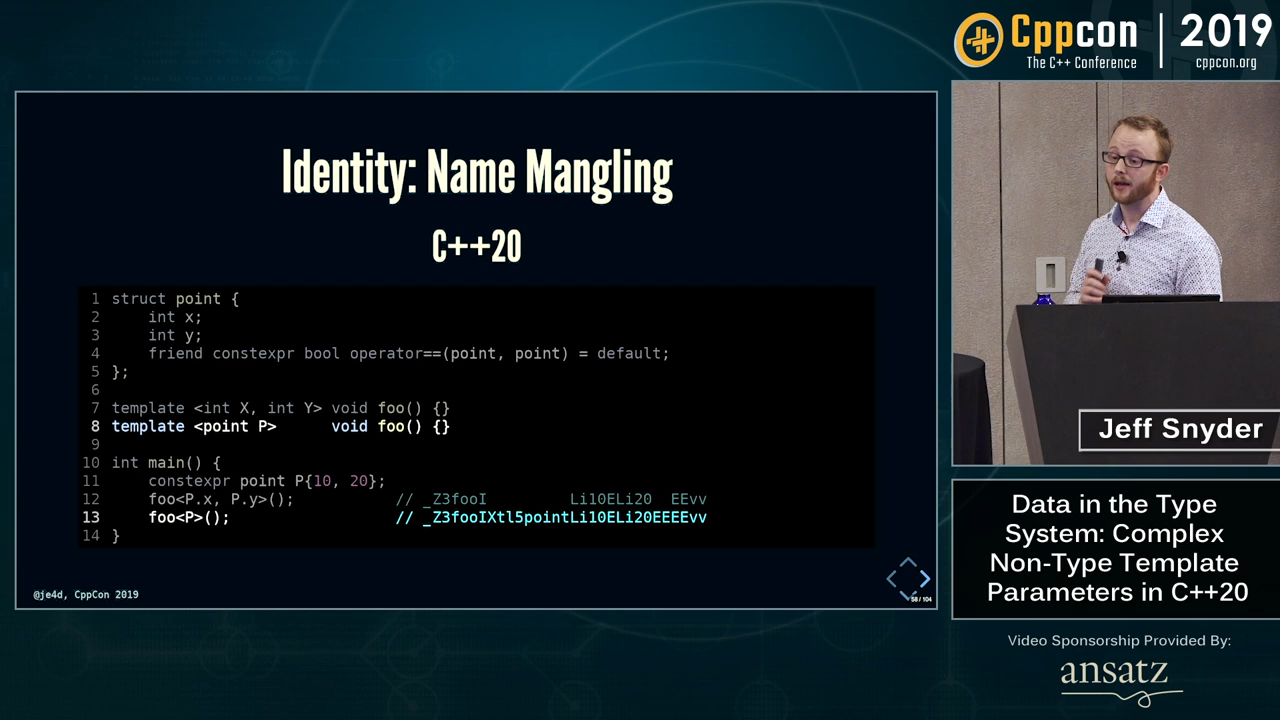 Cppcon | 2019
The C++ Conference cppcon.org
Identity: Name Mangling
C++20
1 struct point {
2     int x;
3     int y;
4     friend constexpr bool operator==(point, point) = default;
5 };
6
7 template <int X, int Y> void foo() {}
8 template <point P>      void foo() {}
9
10 int main() {
11     constexpr point P{10, 20};
12     foo<P.x, P.y>();           // _Z3fooI         Li10ELi20  EEvv
13     foo<P>();                  // _Z3fooIXtl5pointLi10ELi20EEEEvv
14 }
@je4d, CppCon 2019
58 / 104
Jeff Snyder
Data in the Type
System: Complex
Non-Type Template
Parameters in C++20
Video Sponsorship Provided By:
ansatz